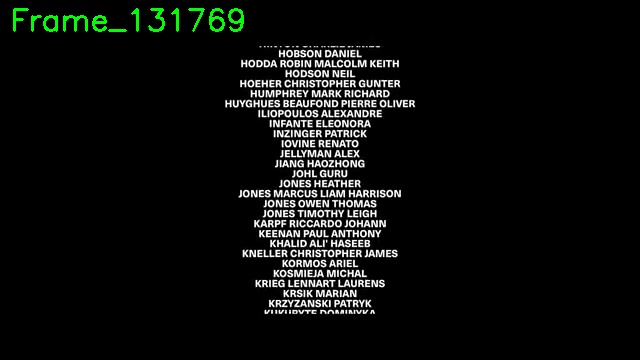 Frame_131769
HOBSON DANIEL
HODDA ROBIN MALCOLM KEITH
HODSON NEIL
HOEHER CHRISTOPHER GUNTER
HUMPHREY MARK RICHARD
HUYGHUES BEAUFOND PIERRE OLIVER
ILIOPOULOS ALEXANDRE
INFANTE ELEONORA
INZINGER PATRICK
IOVINE RENATO
JELLYMAN ALEX
JIANG HAOZHONG
JOHL GURU
JONES HEATHER
JONES MARCUS LIAM HARRISON
JONES OWEN THOMAS
JONES TIMOTHY LEIGH
KARPF RICCARDO JOHANN
KEENAN PAUL ANTHONY
KHALID ALI' HASEEB
KNELLER CHRISTOPHER JAMES
KORMOS ARIEL
KOSMIEJA MICHAL
KRIEG LENNART LAURENS
KRSIK MARIAN
KRZYZANSKI PATRYK
KUKURYTE DOMINYKA